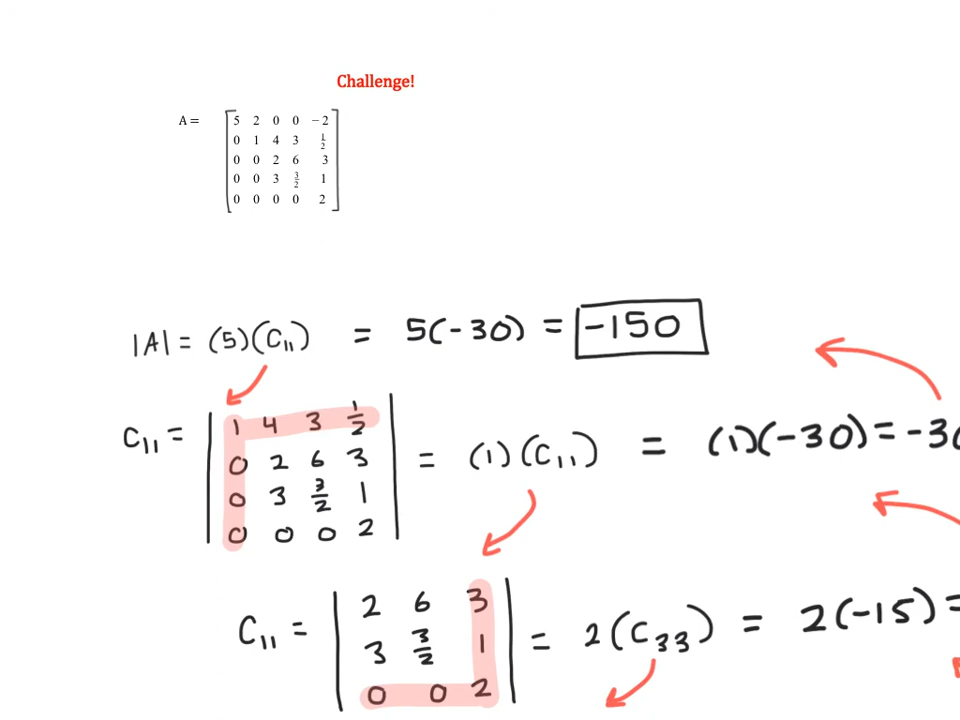 Challenge!
A = [5 2 0 0 −2
0 1 4 3 1/2
0 0 2 6 3
0 0 3 3/2 1
0 0 0 0 2]
|A| = (5)(C₁₁) = 5(-30) = -150
C₁₁ = |1 4 3 1/2
0 2 6 3
0 3 3/2 1
0 0 0 2| = (1)(C₁₁) = (1)(-30) = -30
C₁₁ = |2 6 3
3 3/2 1
0 0 2| = 2(C₃₃) = 2(-15) =